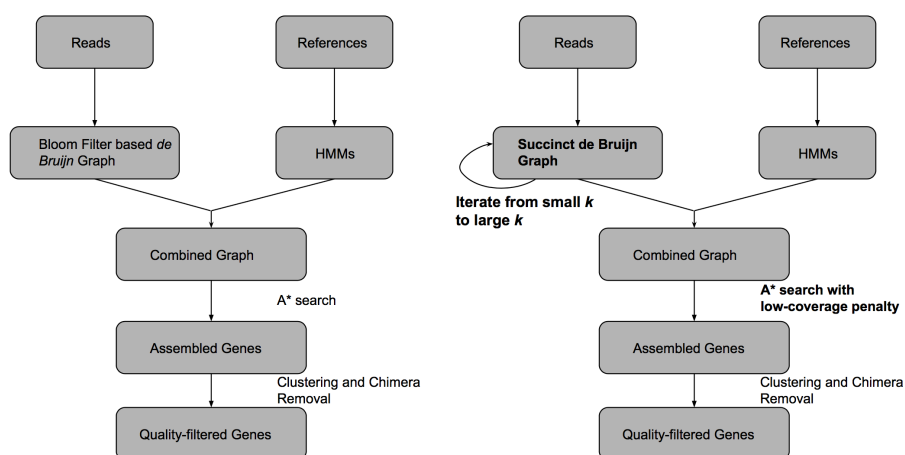 Reads
References
Bloom Filter based de
Bruijn Graph
HMMs
Combined Graph
A* search
Assembled Genes
Clustering and Chimera
Removal
Quality-filtered Genes
Reads
References
Succinct de Bruijn
Graph
HMMs
Iterate from small k
to large k
Combined Graph
A* search with
low-coverage penalty
Assembled Genes
Clustering and Chimera
Removal
Quality-filtered Genes